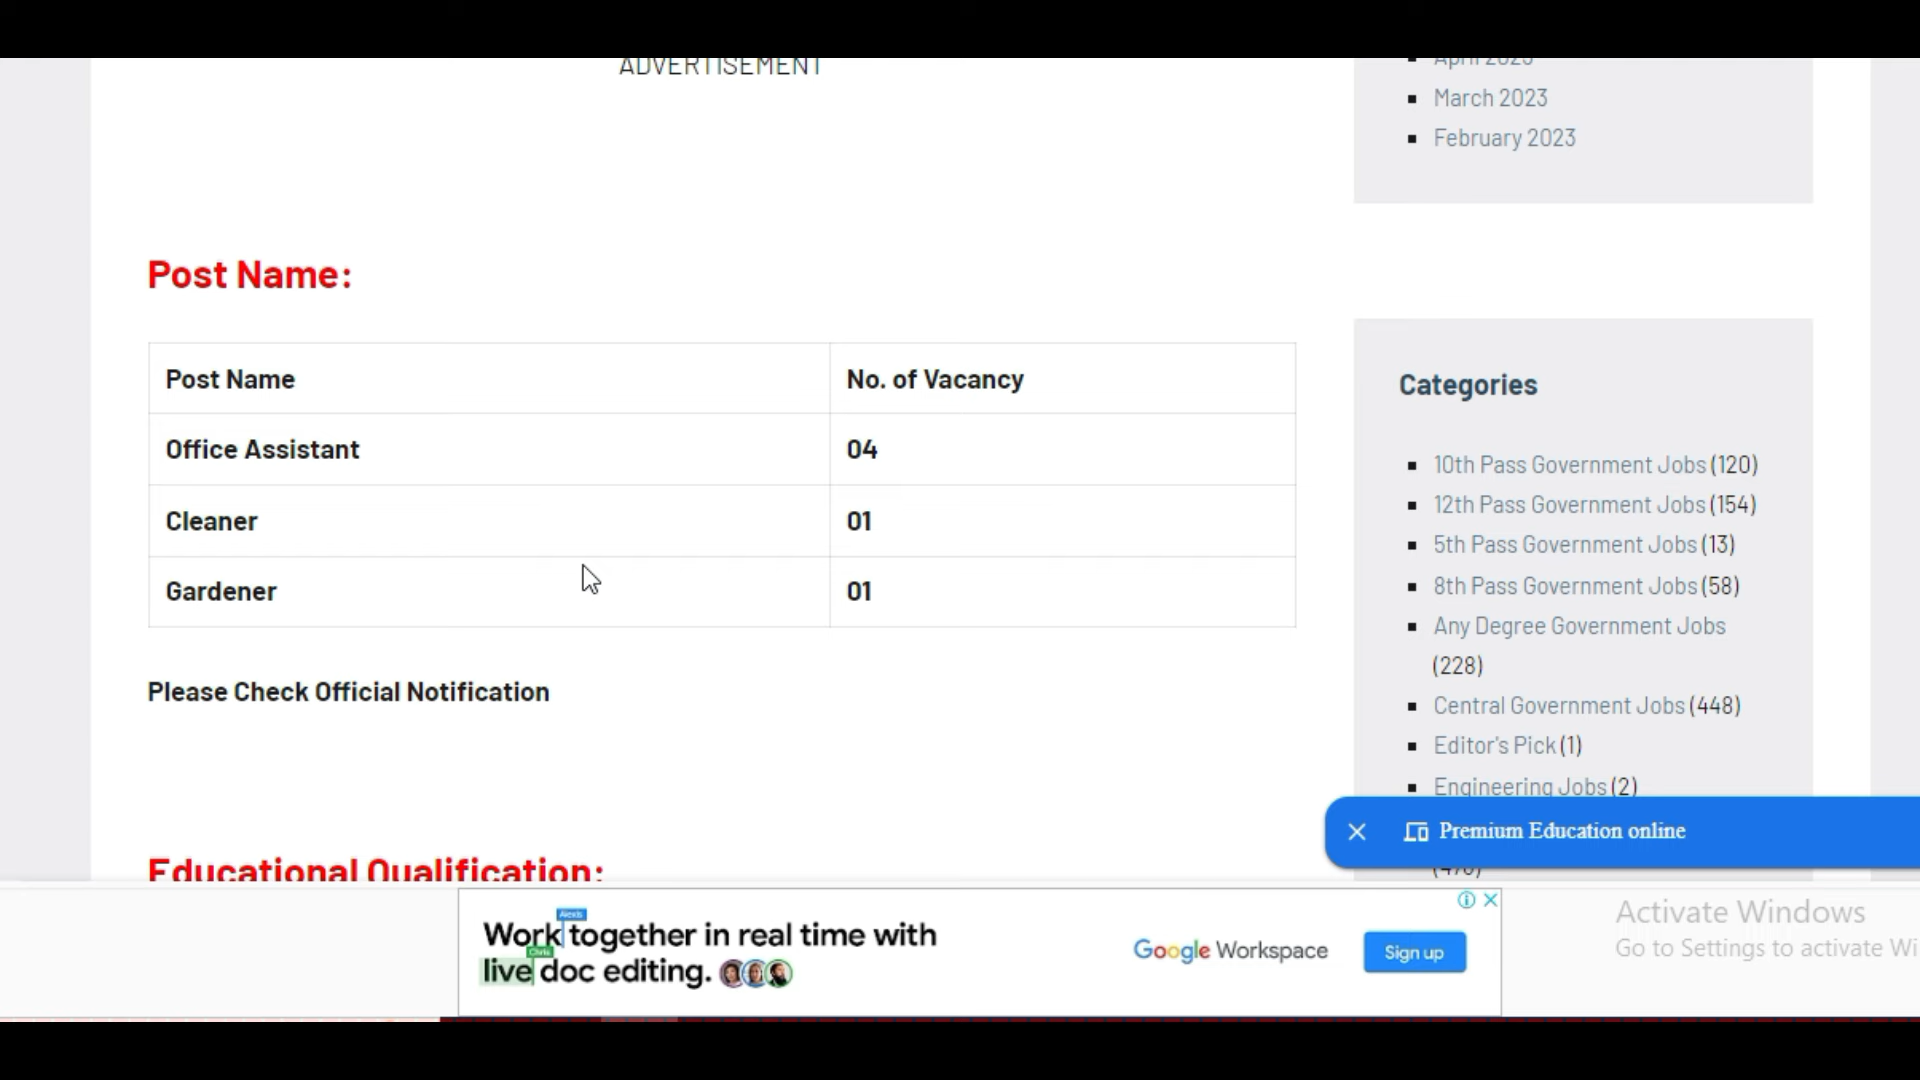 ADVERTISEMENT
Post Name:
Post Name No. of Vacancy
Office Assistant 04
Cleaner 01
Gardener 01
Please Check Official Notification
Educational Qualification:
April 2023
March 2023
February 2023
Categories
10th Pass Government Jobs (120)
12th Pass Government Jobs (154)
5th Pass Government Jobs (13)
8th Pass Government Jobs (58)
Any Degree Government Jobs
(228)
Central Government Jobs (448)
Editor's Pick (1)
Engineering Jobs (2)
Premium Education online
Alexis
Work together in real time with
Chris
live doc editing.
Google Workspace
Sign up
Activate Windows
Go to Settings to activate Wi